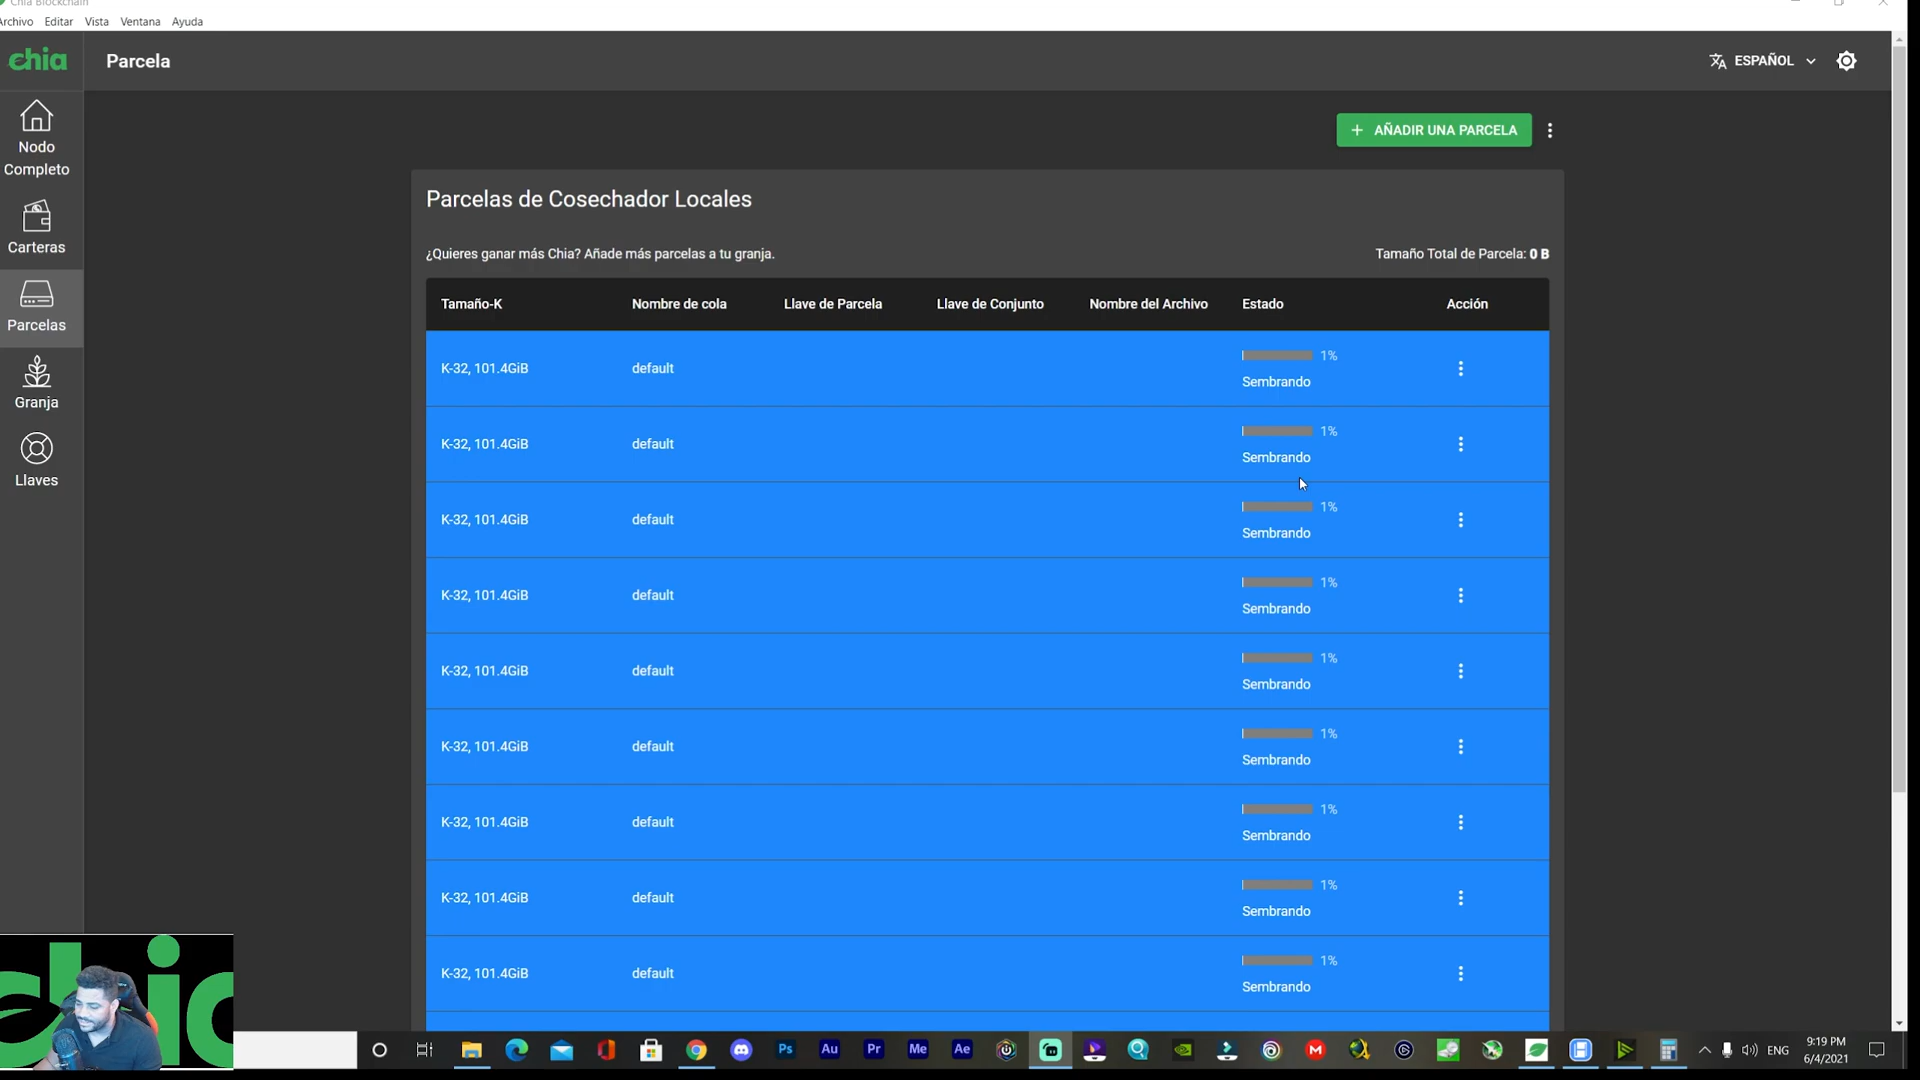 Chia Blockchain
Archivo Editar Vista Ventana Ayuda
chia
Parcela
ESPAÑOL
Nodo
Completo
Carteras
Parcelas
Granja
Llaves
+ AÑADIR UNA PARCELA
Parcelas de Cosechador Locales
¿Quieres ganar más Chia? Añade más parcelas a tu granja.
Tamaño Total de Parcela: 0 B
Tamaño-K Nombre de cola Llave de Parcela Llave de Conjunto Nombre del Archivo Estado Acción
K-32, 101.4GiB default 1%
Sembrando
K-32, 101.4GiB default 1%
Sembrando
K-32, 101.4GiB default 1%
Sembrando
K-32, 101.4GiB default 1%
Sembrando
K-32, 101.4GiB default 1%
Sembrando
K-32, 101.4GiB default 1%
Sembrando
K-32, 101.4GiB default 1%
Sembrando
K-32, 101.4GiB default 1%
Sembrando
K-32, 101.4GiB default 1%
Sembrando
Ps Au Pr Me Ae
ENG
9:19 PM
6/4/2021